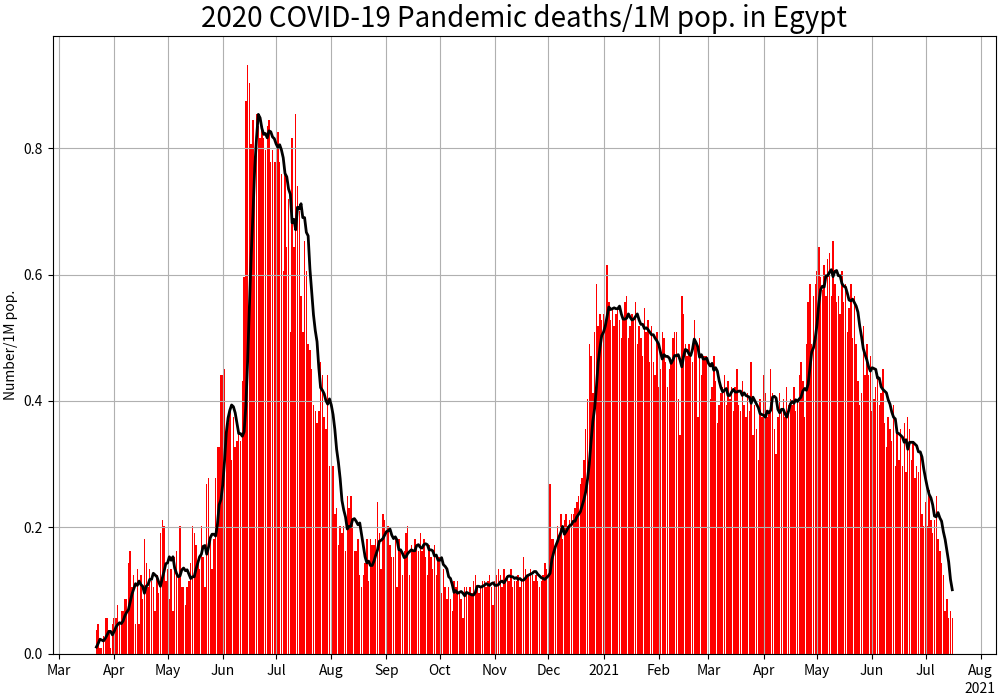 2020 COVID-19 Pandemic deaths/1M pop. in Egypt
Number/1M pop.
0.8
0.6
0.4
0.2
0.0
Mar Apr May Jun Jul Aug Sep Oct Nov Dec 2021 Feb Mar Apr May Jun Jul Aug
2021